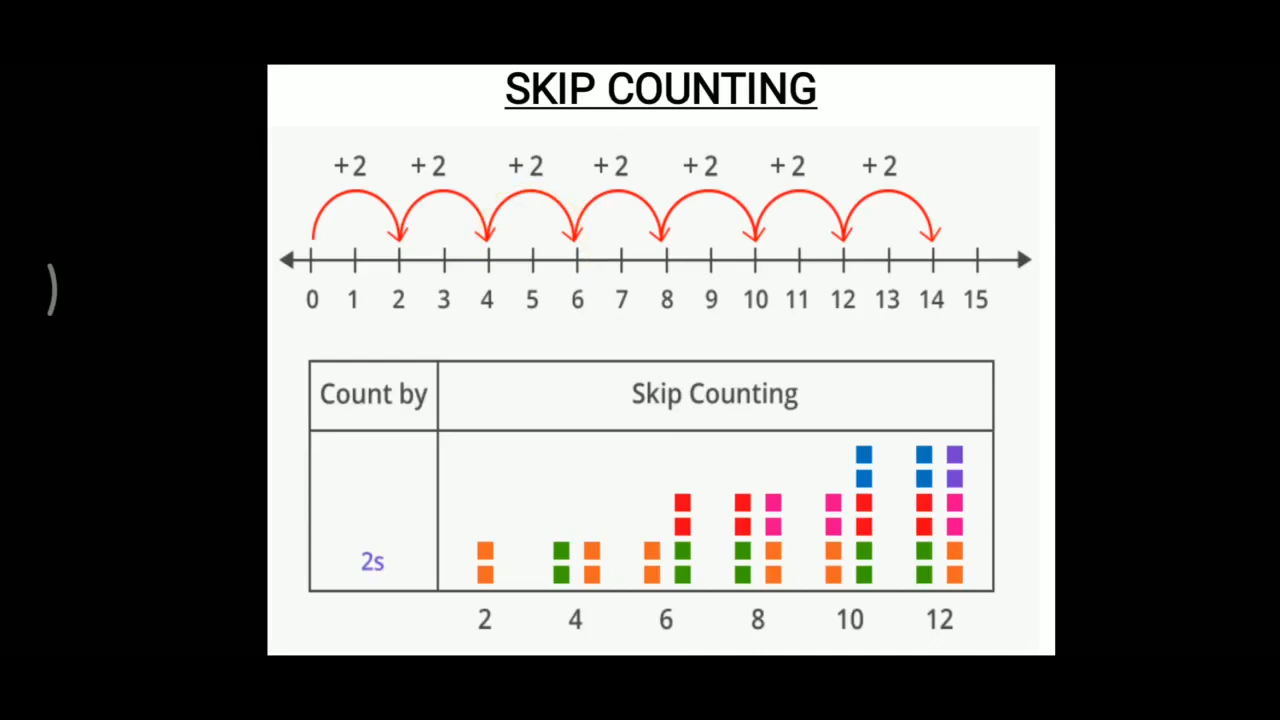 SKIP COUNTING
+2 +2 +2 +2 +2 +2 +2
0 1 2 3 4 5 6 7 8 9 10 11 12 13 14 15
Count by Skip Counting
2s
2 4 6 8 10 12